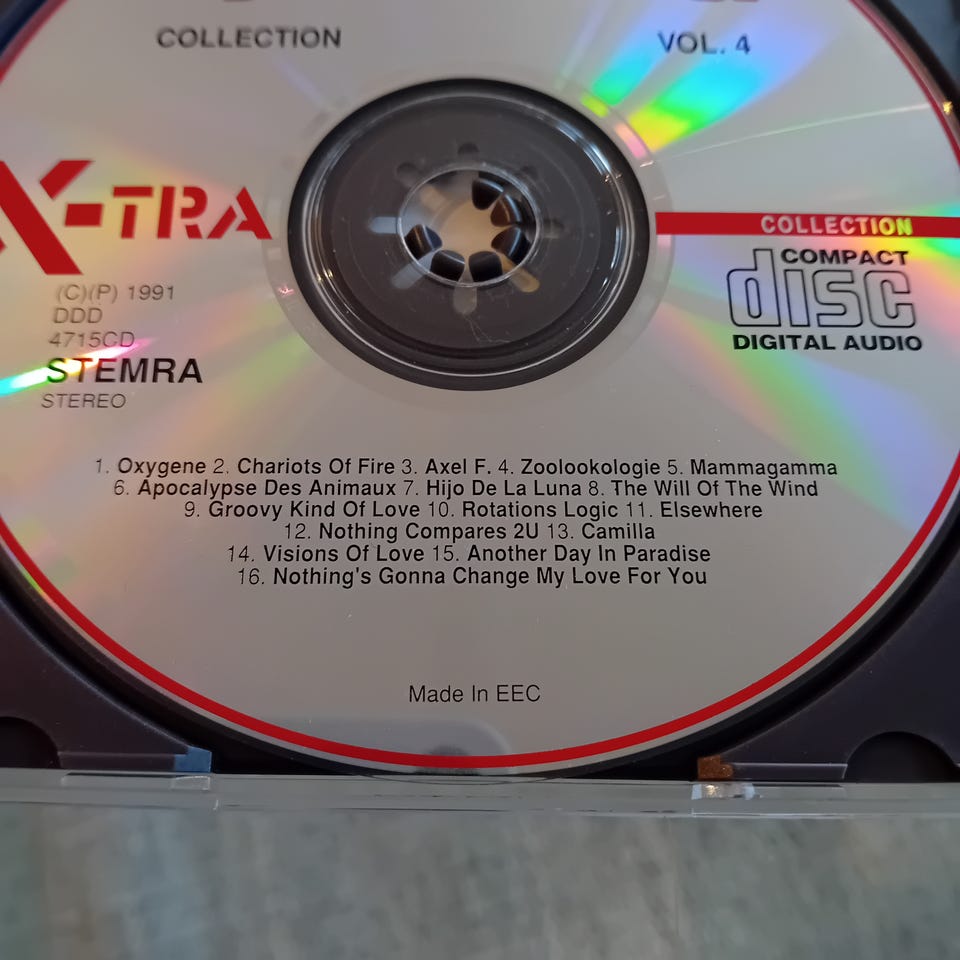 COLLECTION
VOL. 4
X-TRA
COLLECTION
COMPACT
disc
DIGITAL AUDIO
(C)(P) 1991
DDD
4715CD
STEMRA
STEREO
1. Oxygene 2. Chariots Of Fire 3. Axel F. 4. Zoolookologie 5. Mammagamma
6. Apocalypse Des Animaux 7. Hijo De La Luna 8. The Will Of The Wind
9. Groovy Kind Of Love 10. Rotations Logic 11. Elsewhere
12. Nothing Compares 2U 13. Camilla
14. Visions Of Love 15. Another Day In Paradise
16. Nothing's Gonna Change My Love For You
Made In EEC